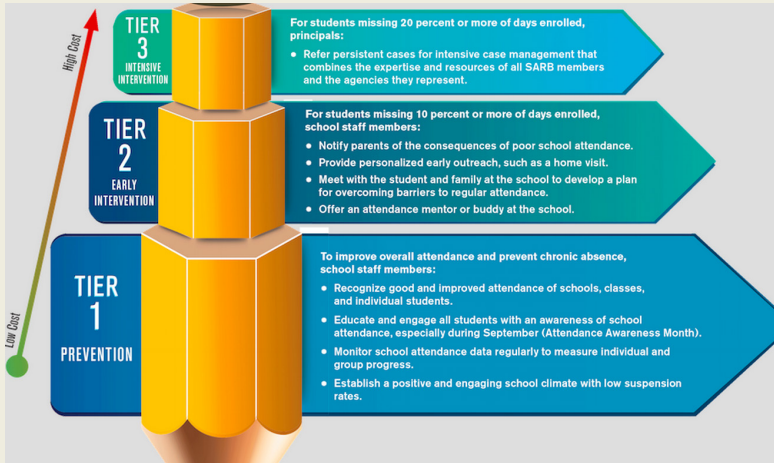 High Cost
TIER
3
INTENSIVE
INTERVENTION
For students missing 20 percent or more of days enrolled,
principals:
• Refer persistent cases for intensive case management that
combines the expertise and resources of all SARB members
and the agencies they represent.
TIER
2
EARLY
INTERVENTION
For students missing 10 percent or more of days enrolled,
school staff members:
• Notify parents of the consequences of poor school attendance.
• Provide personalized early outreach, such as a home visit.
• Meet with the student and family at the school to develop a plan
for overcoming barriers to regular attendance.
• Offer an attendance mentor or buddy at the school.
TIER
1
PREVENTION
To improve overall attendance and prevent chronic absence,
school staff members:
• Recognize good and improved attendance of schools, classes,
and individual students.
• Educate and engage all students with an awareness of school
attendance, especially during September (Attendance Awareness Month).
• Monitor school attendance data regularly to measure individual and
group progress.
• Establish a positive and engaging school climate with low suspension
rates.
Low Cost